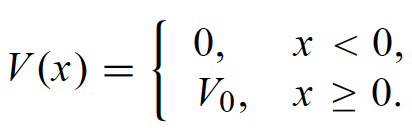 V(x) = { 0, x < 0,
V₀, x ≥ 0.